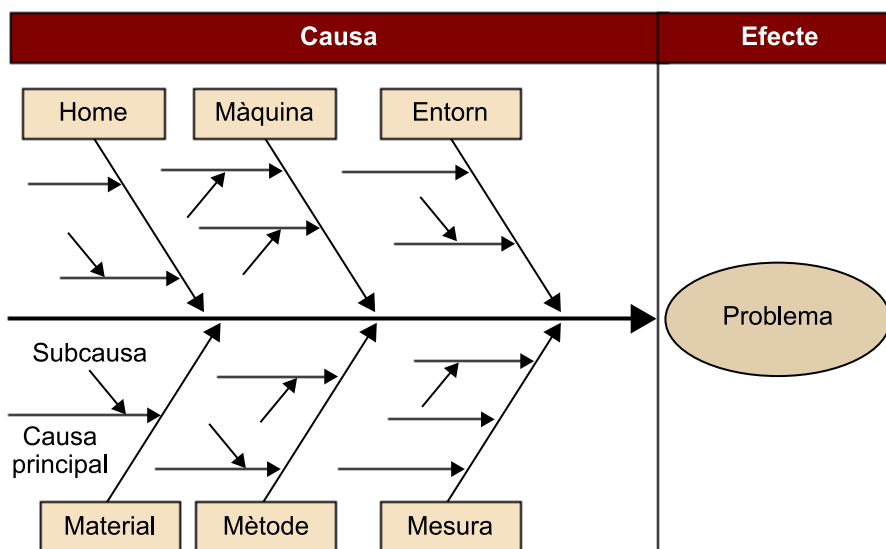 Causa
Efecte
Home
Màquina
Entorn
Problema
Subcausa
Causa
principal
Material
Mètode
Mesura